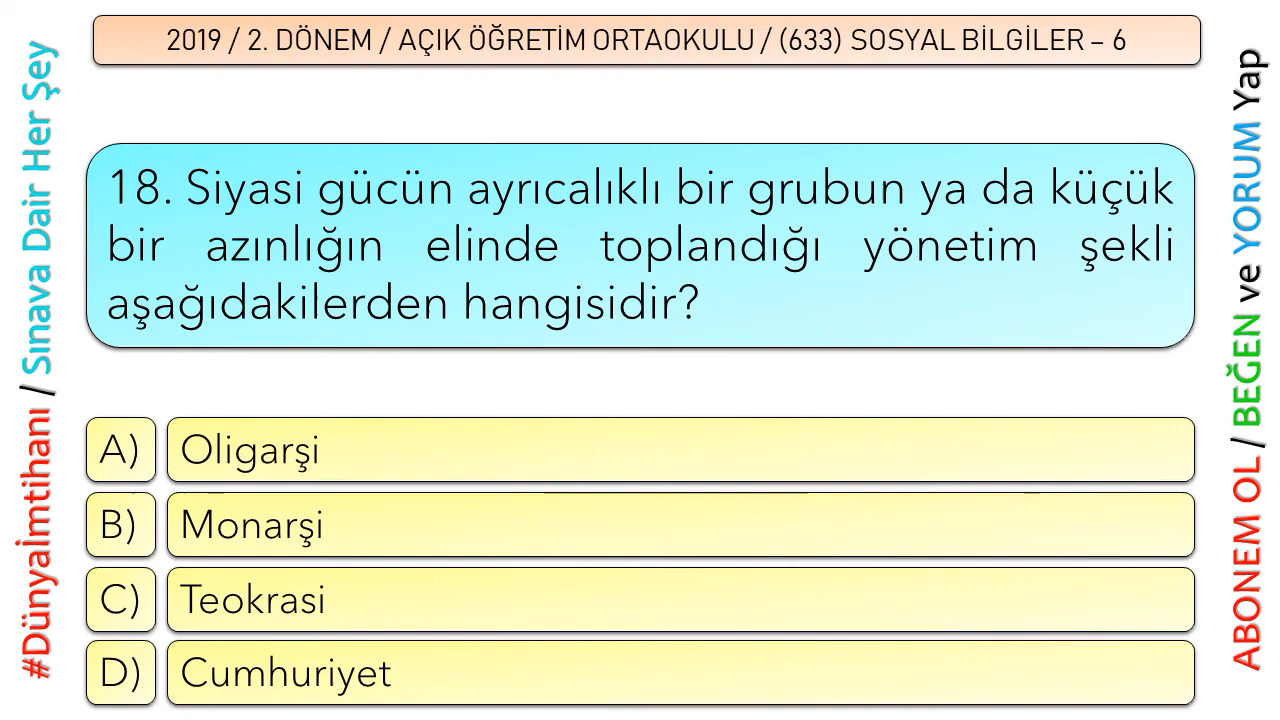 2019 / 2. DÖNEM / AÇIK ÖĞRETİM ORTAOKULU / (633) SOSYAL BİLGİLER – 6
#Dünyaİmtihanı / Sınava Dair Her Şey
18. Siyasi gücün ayrıcalıklı bir grubun ya da küçük
bir azınlığın elinde toplandığı yönetim şekli
aşağıdakilerden hangisidir?
A) Oligarşi
B) Monarşi
C) Teokrasi
D) Cumhuriyet
ABONEM OL / BEĞEN ve YORUM Yap